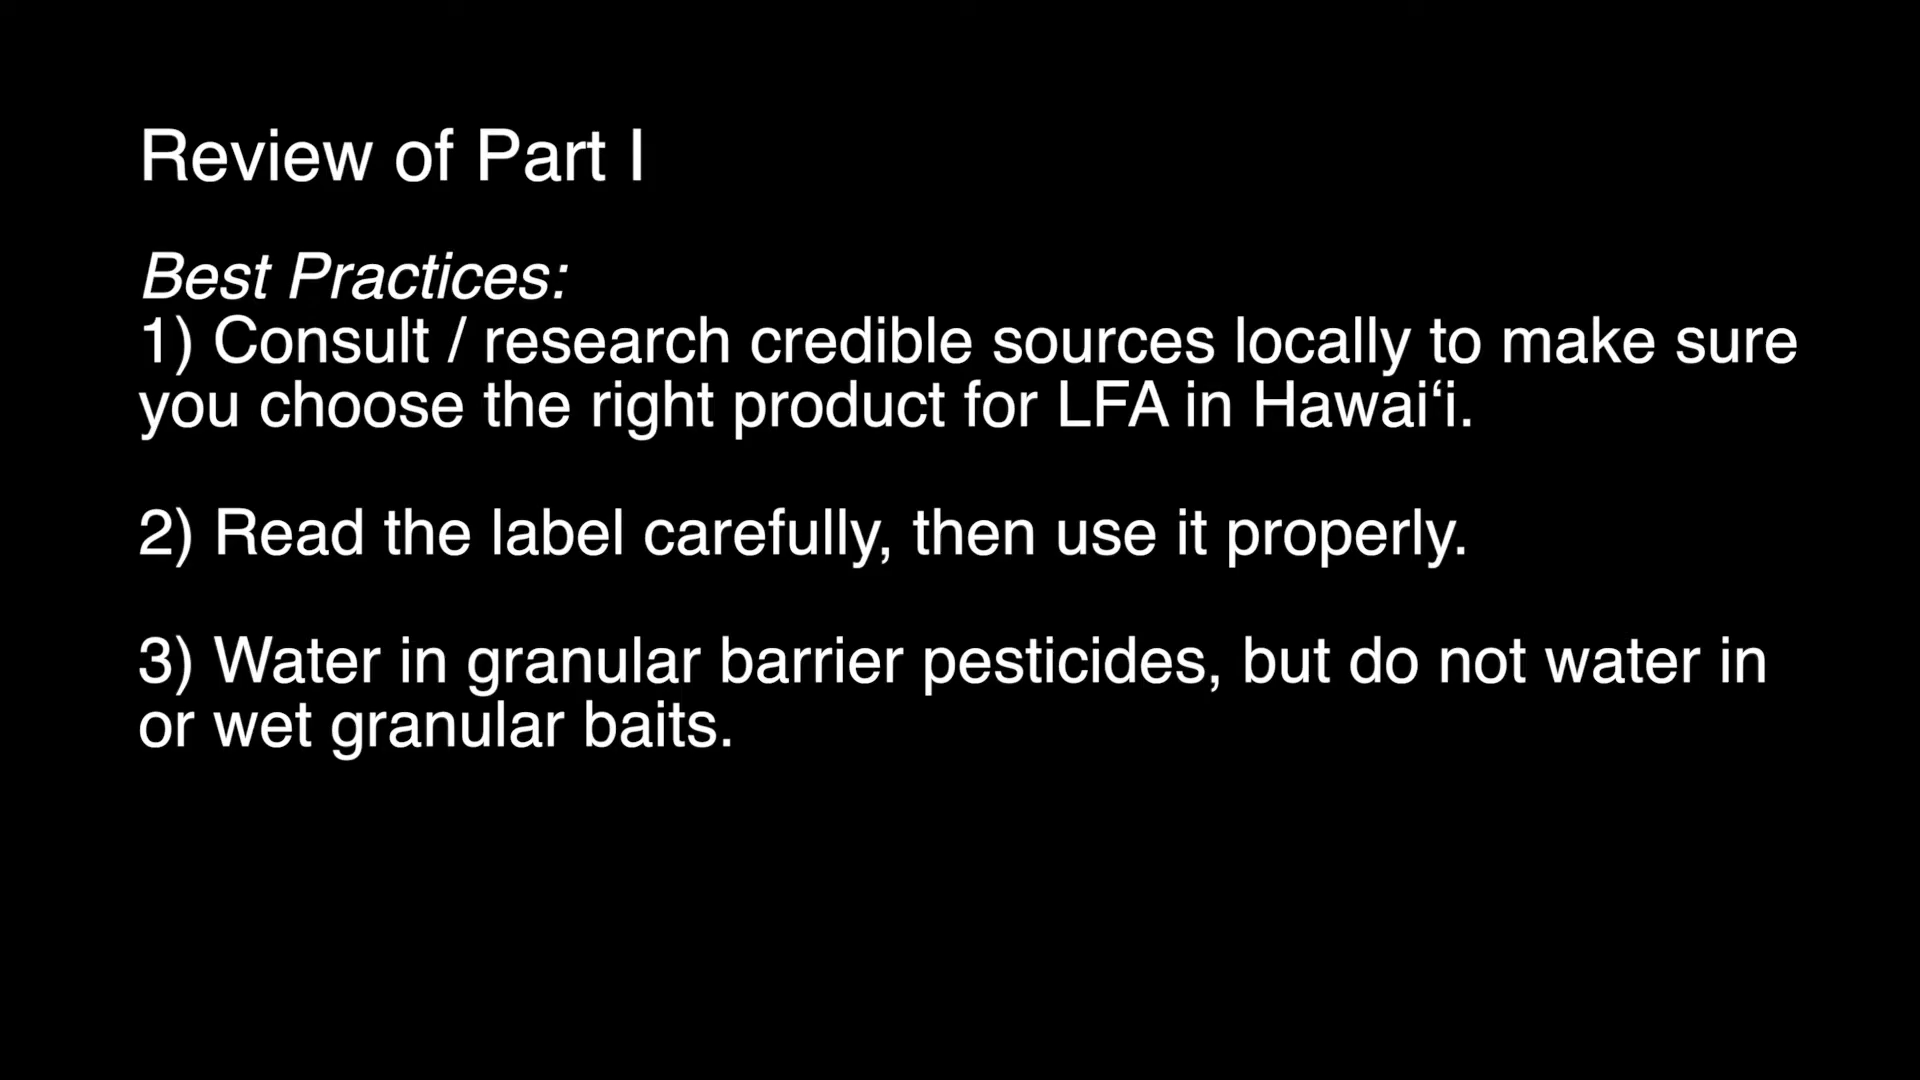 Review of Part I
Best Practices:
1) Consult / research credible sources locally to make sure
you choose the right product for LFA in Hawai‘i.
2) Read the label carefully, then use it properly.
3) Water in granular barrier pesticides, but do not water in
or wet granular baits.